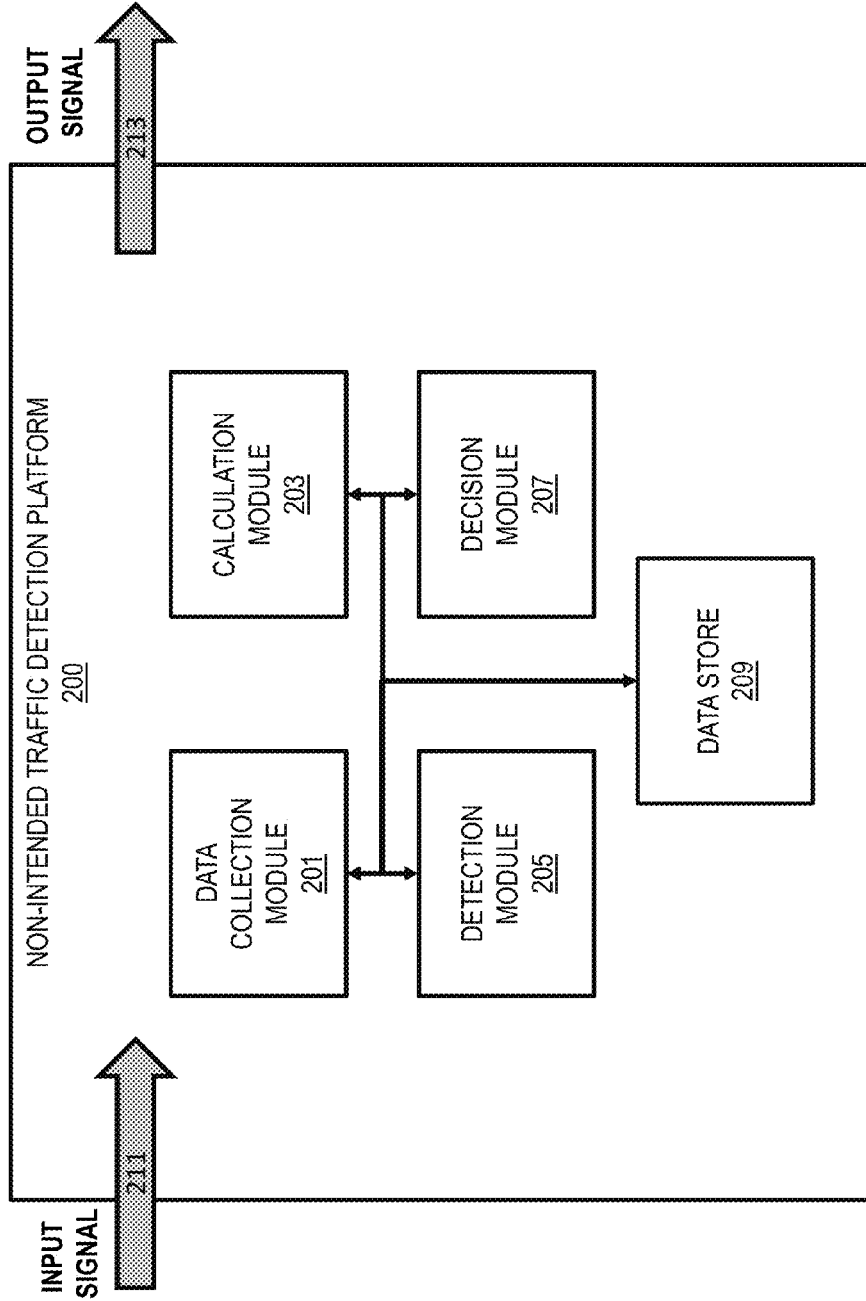 NON-INTENDED TRAFFIC DETECTION PLATFORM
200
INPUT
SIGNAL
211
OUTPUT
SIGNAL
213
DATA
COLLECTION
MODULE
201
CALCULATION
MODULE
203
DETECTION
MODULE
205
DECISION
MODULE
207
DATA STORE
209